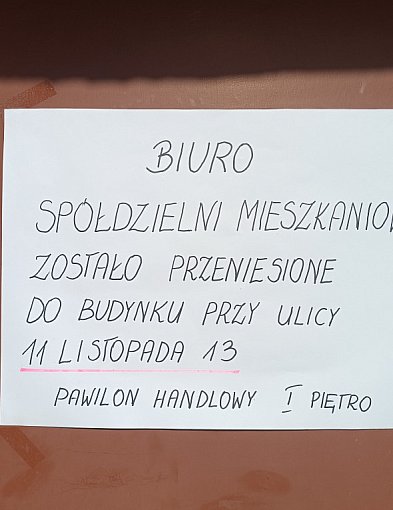 BIURO
SPÓŁDZIELNI MIESZKANIO
ZOSTAŁO PRZENIESIONE
DO BUDYNKU PRZY ULICY
11 LISTOPADA 13
PAWILON HANDLOWY I PIĘTRO